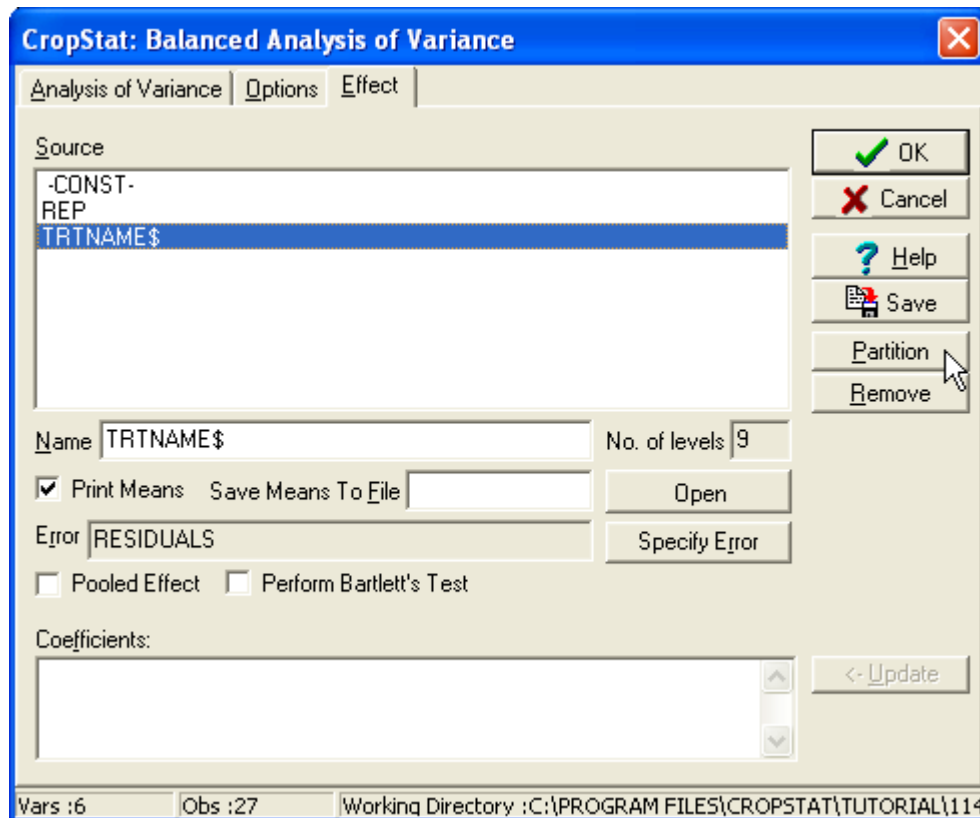 CropStat: Balanced Analysis of Variance
Analysis of Variance
Options
Effect
Source
-CONST-
REP
TRTNAME$
OK
Cancel
Help
Save
Partition
Remove
Name TRTNAME$
No. of levels 9
Print Means
Save Means To File
Open
Error RESIDUALS
Specify Error
Pooled Effect
Perform Bartlett's Test
Coefficients:
<- Update
Vars :6
Obs :27
Working Directory :C:\PROGRAM FILES\CROPSTAT\TUTORIAL\114